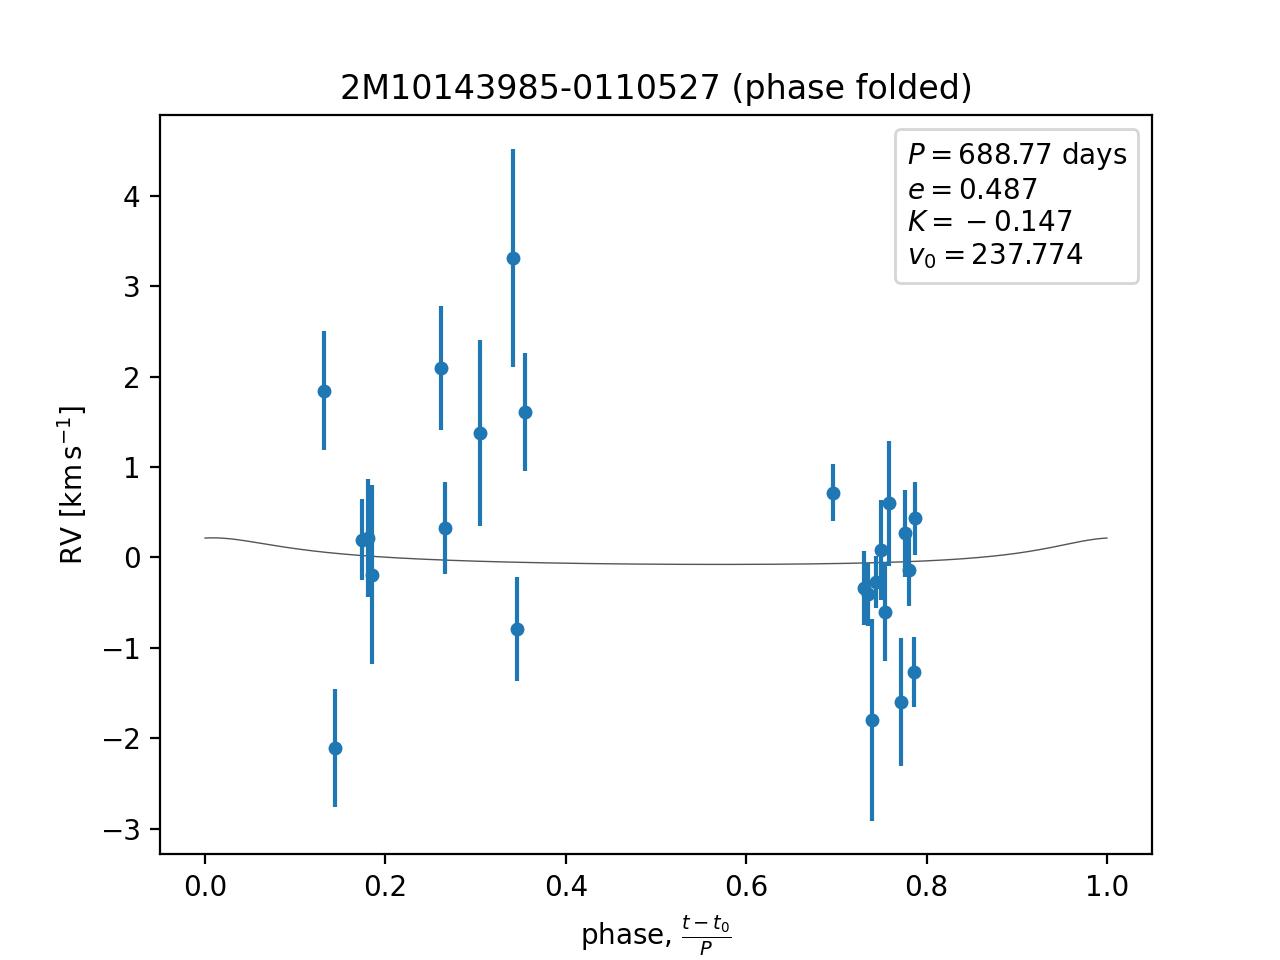 2M10143985-0110527 (phase folded)
P = 688.77 days
e = 0.487
K = −0.147
v₀ = 237.774
4
3
2
1
0
−1
−2
−3
RV [km s⁻¹]
0.0 0.2 0.4 0.6 0.8 1.0
phase, (t − t₀)/P